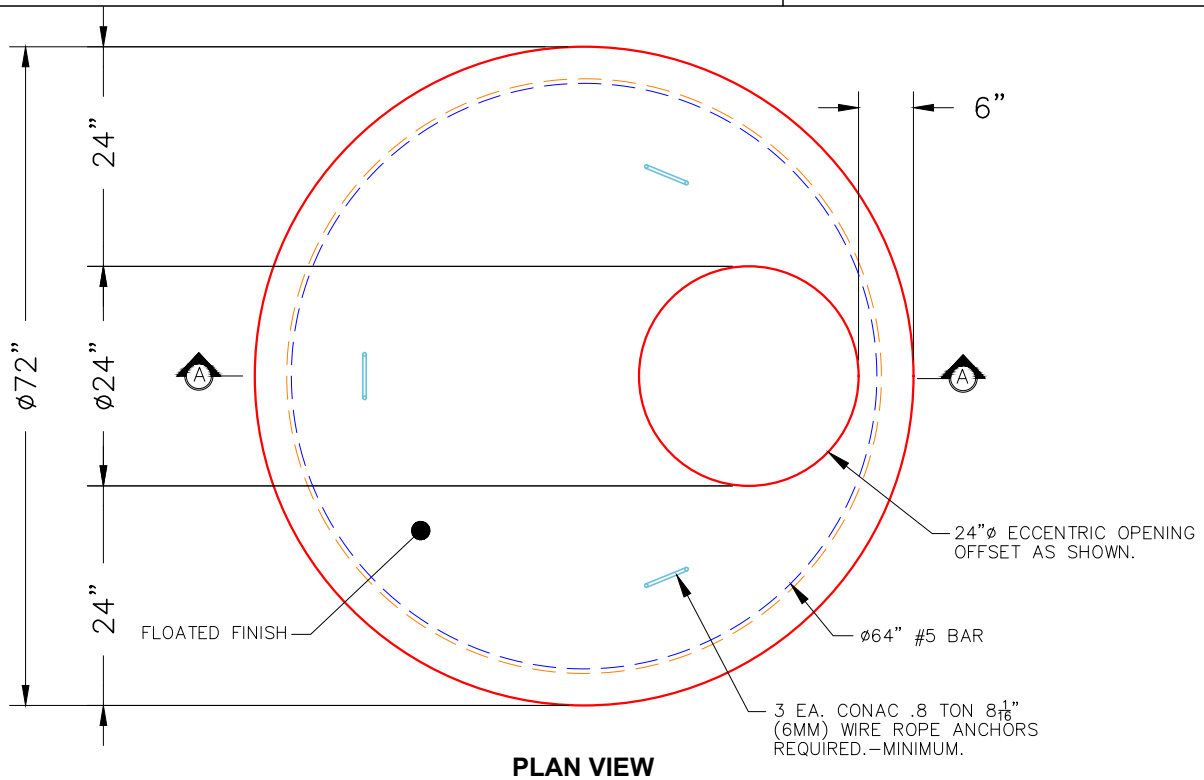 24”
6”
ø72”
ø24”
A
A
24”
24”ø ECCENTRIC OPENING
OFFSET AS SHOWN.
FLOATED FINISH
ø64” #5 BAR
3 EA. CONAC .8 TON 8 1/16”
(6MM) WIRE ROPE ANCHORS
REQUIRED.–MINIMUM.
PLAN VIEW